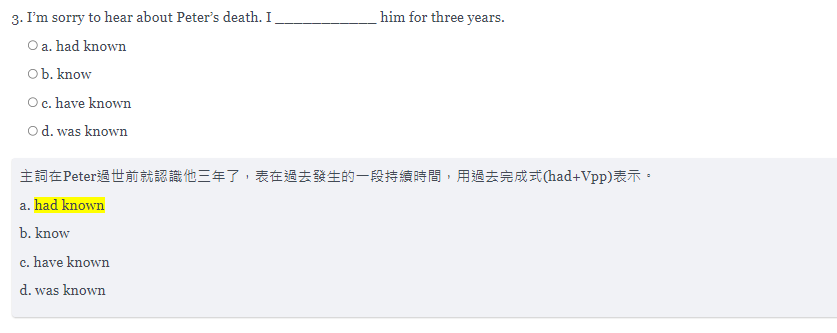 3. I'm sorry to hear about Peter's death. I ____________ him for three years.
a. had known
b. know
c. have known
d. was known
主詞在Peter過世前就認識他三年了，表在過去發生的一段持續時間，用過去完成式(had+Vpp)表示。
a. had known
b. know
c. have known
d. was known